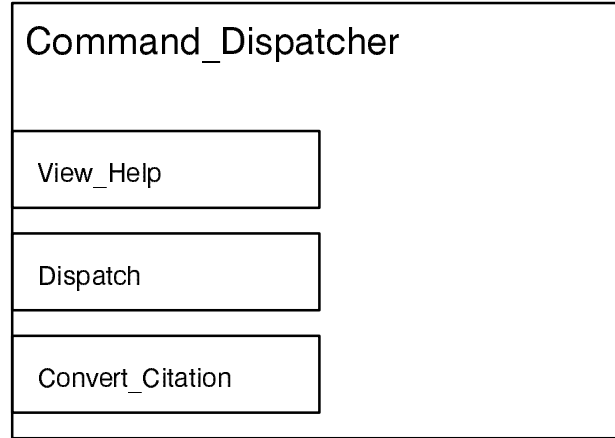 Command_Dispatcher
View_Help
Dispatch
Convert_Citation